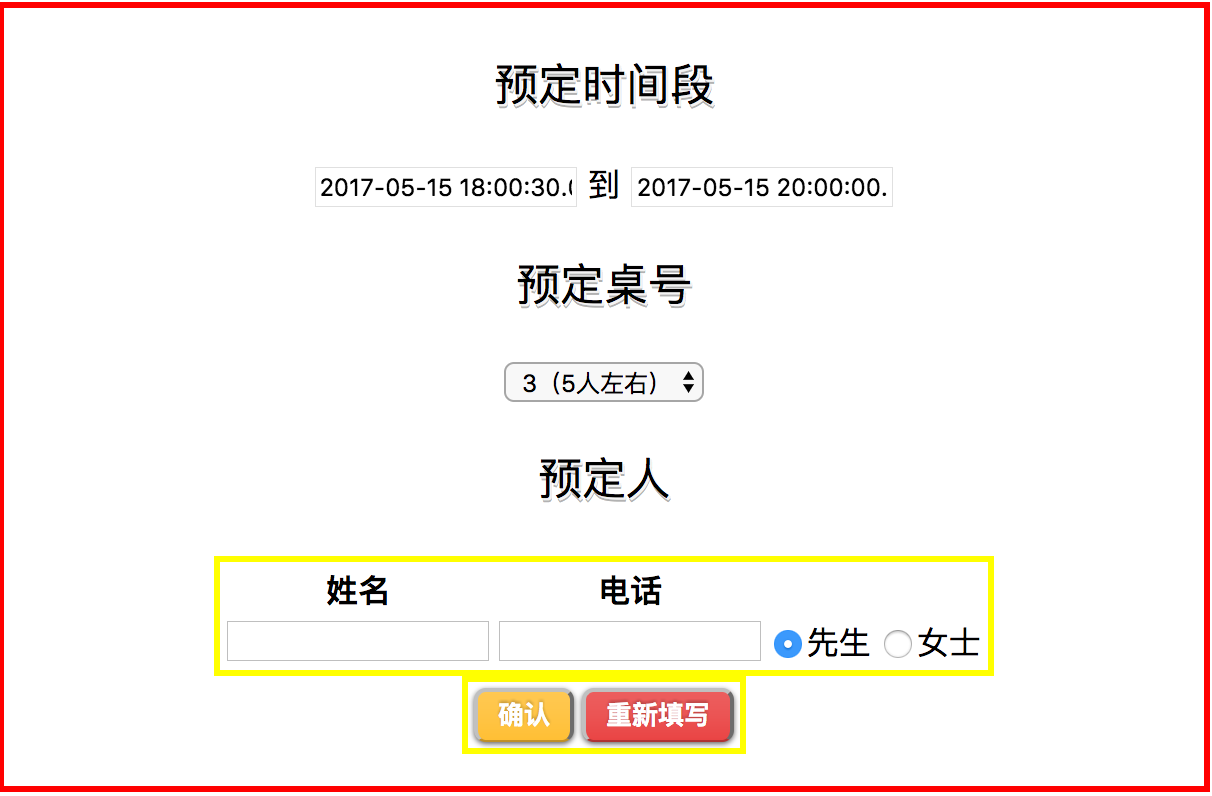 预定时间段
2017-05-15 18:00:30. 到 2017-05-15 20:00:00.
预定桌号
3（5人左右）
预定人
姓名 电话
先生 女士
确认 重新填写